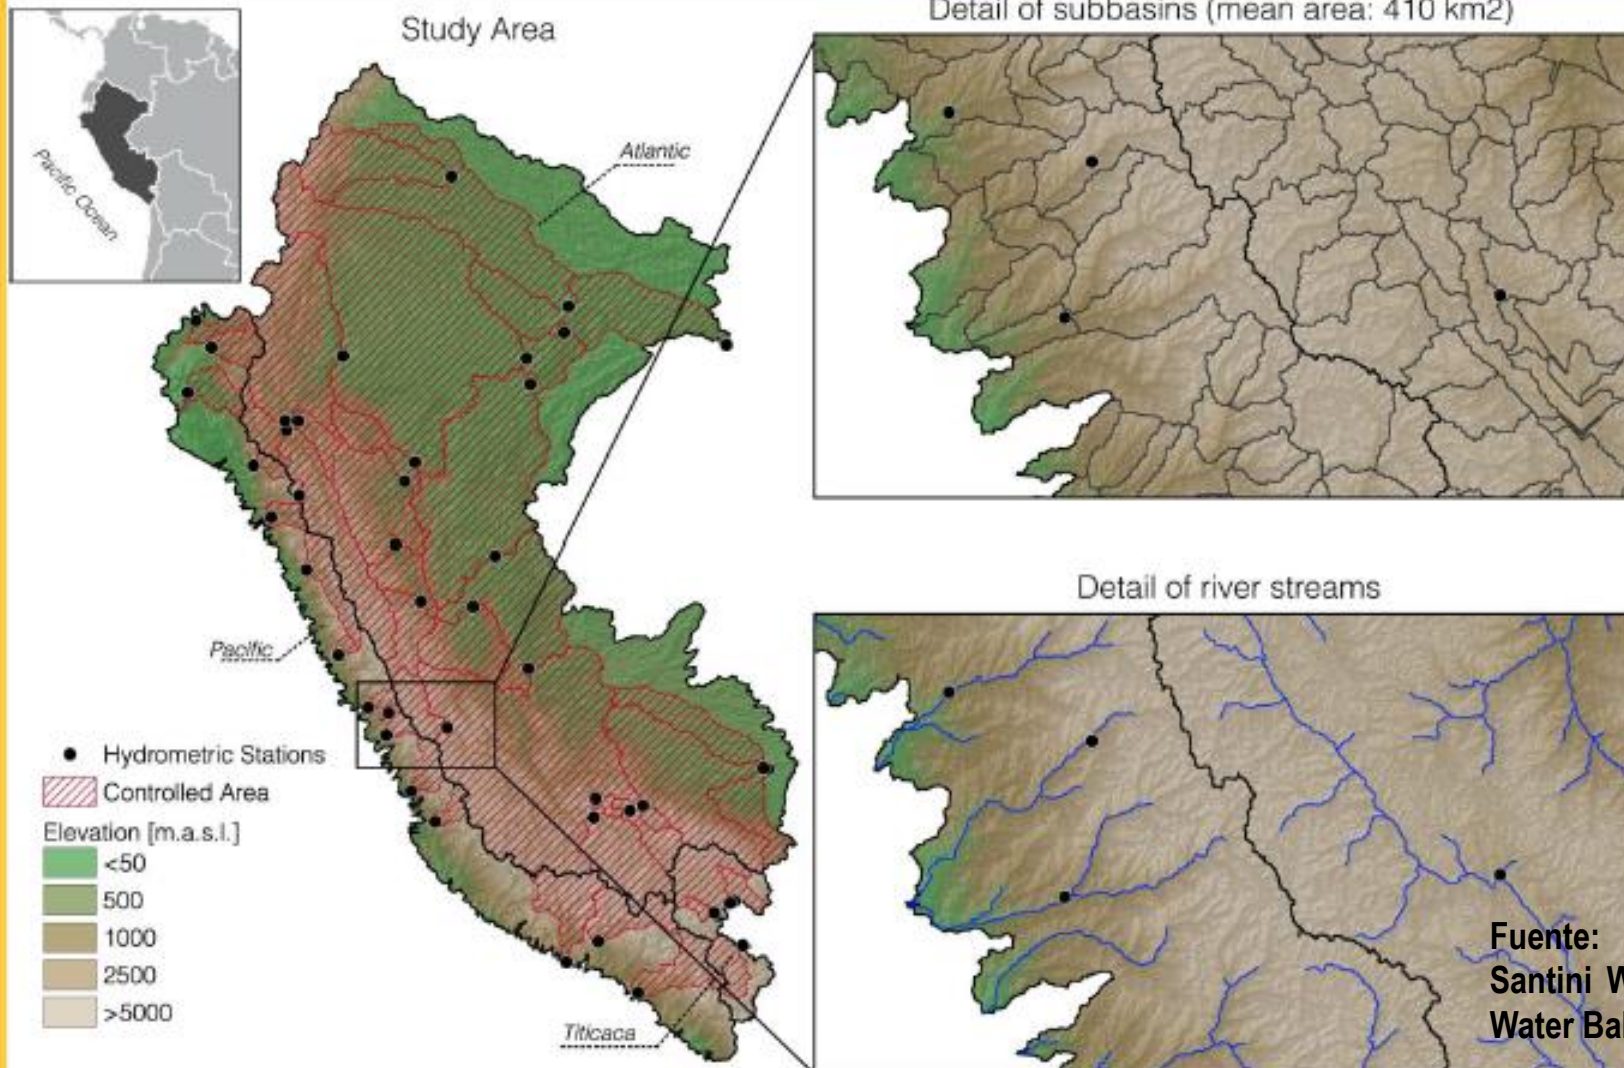 Study Area
Pacific Ocean
Atlantic
Pacific
Titicaca
Hydrometric Stations
Controlled Area
Elevation [m.a.s.l.]
<50
500
1000
2500
>5000
Detail of subbasins (mean area: 410 km2)
Detail of river streams
Fuente:
Santini W
Water Bal